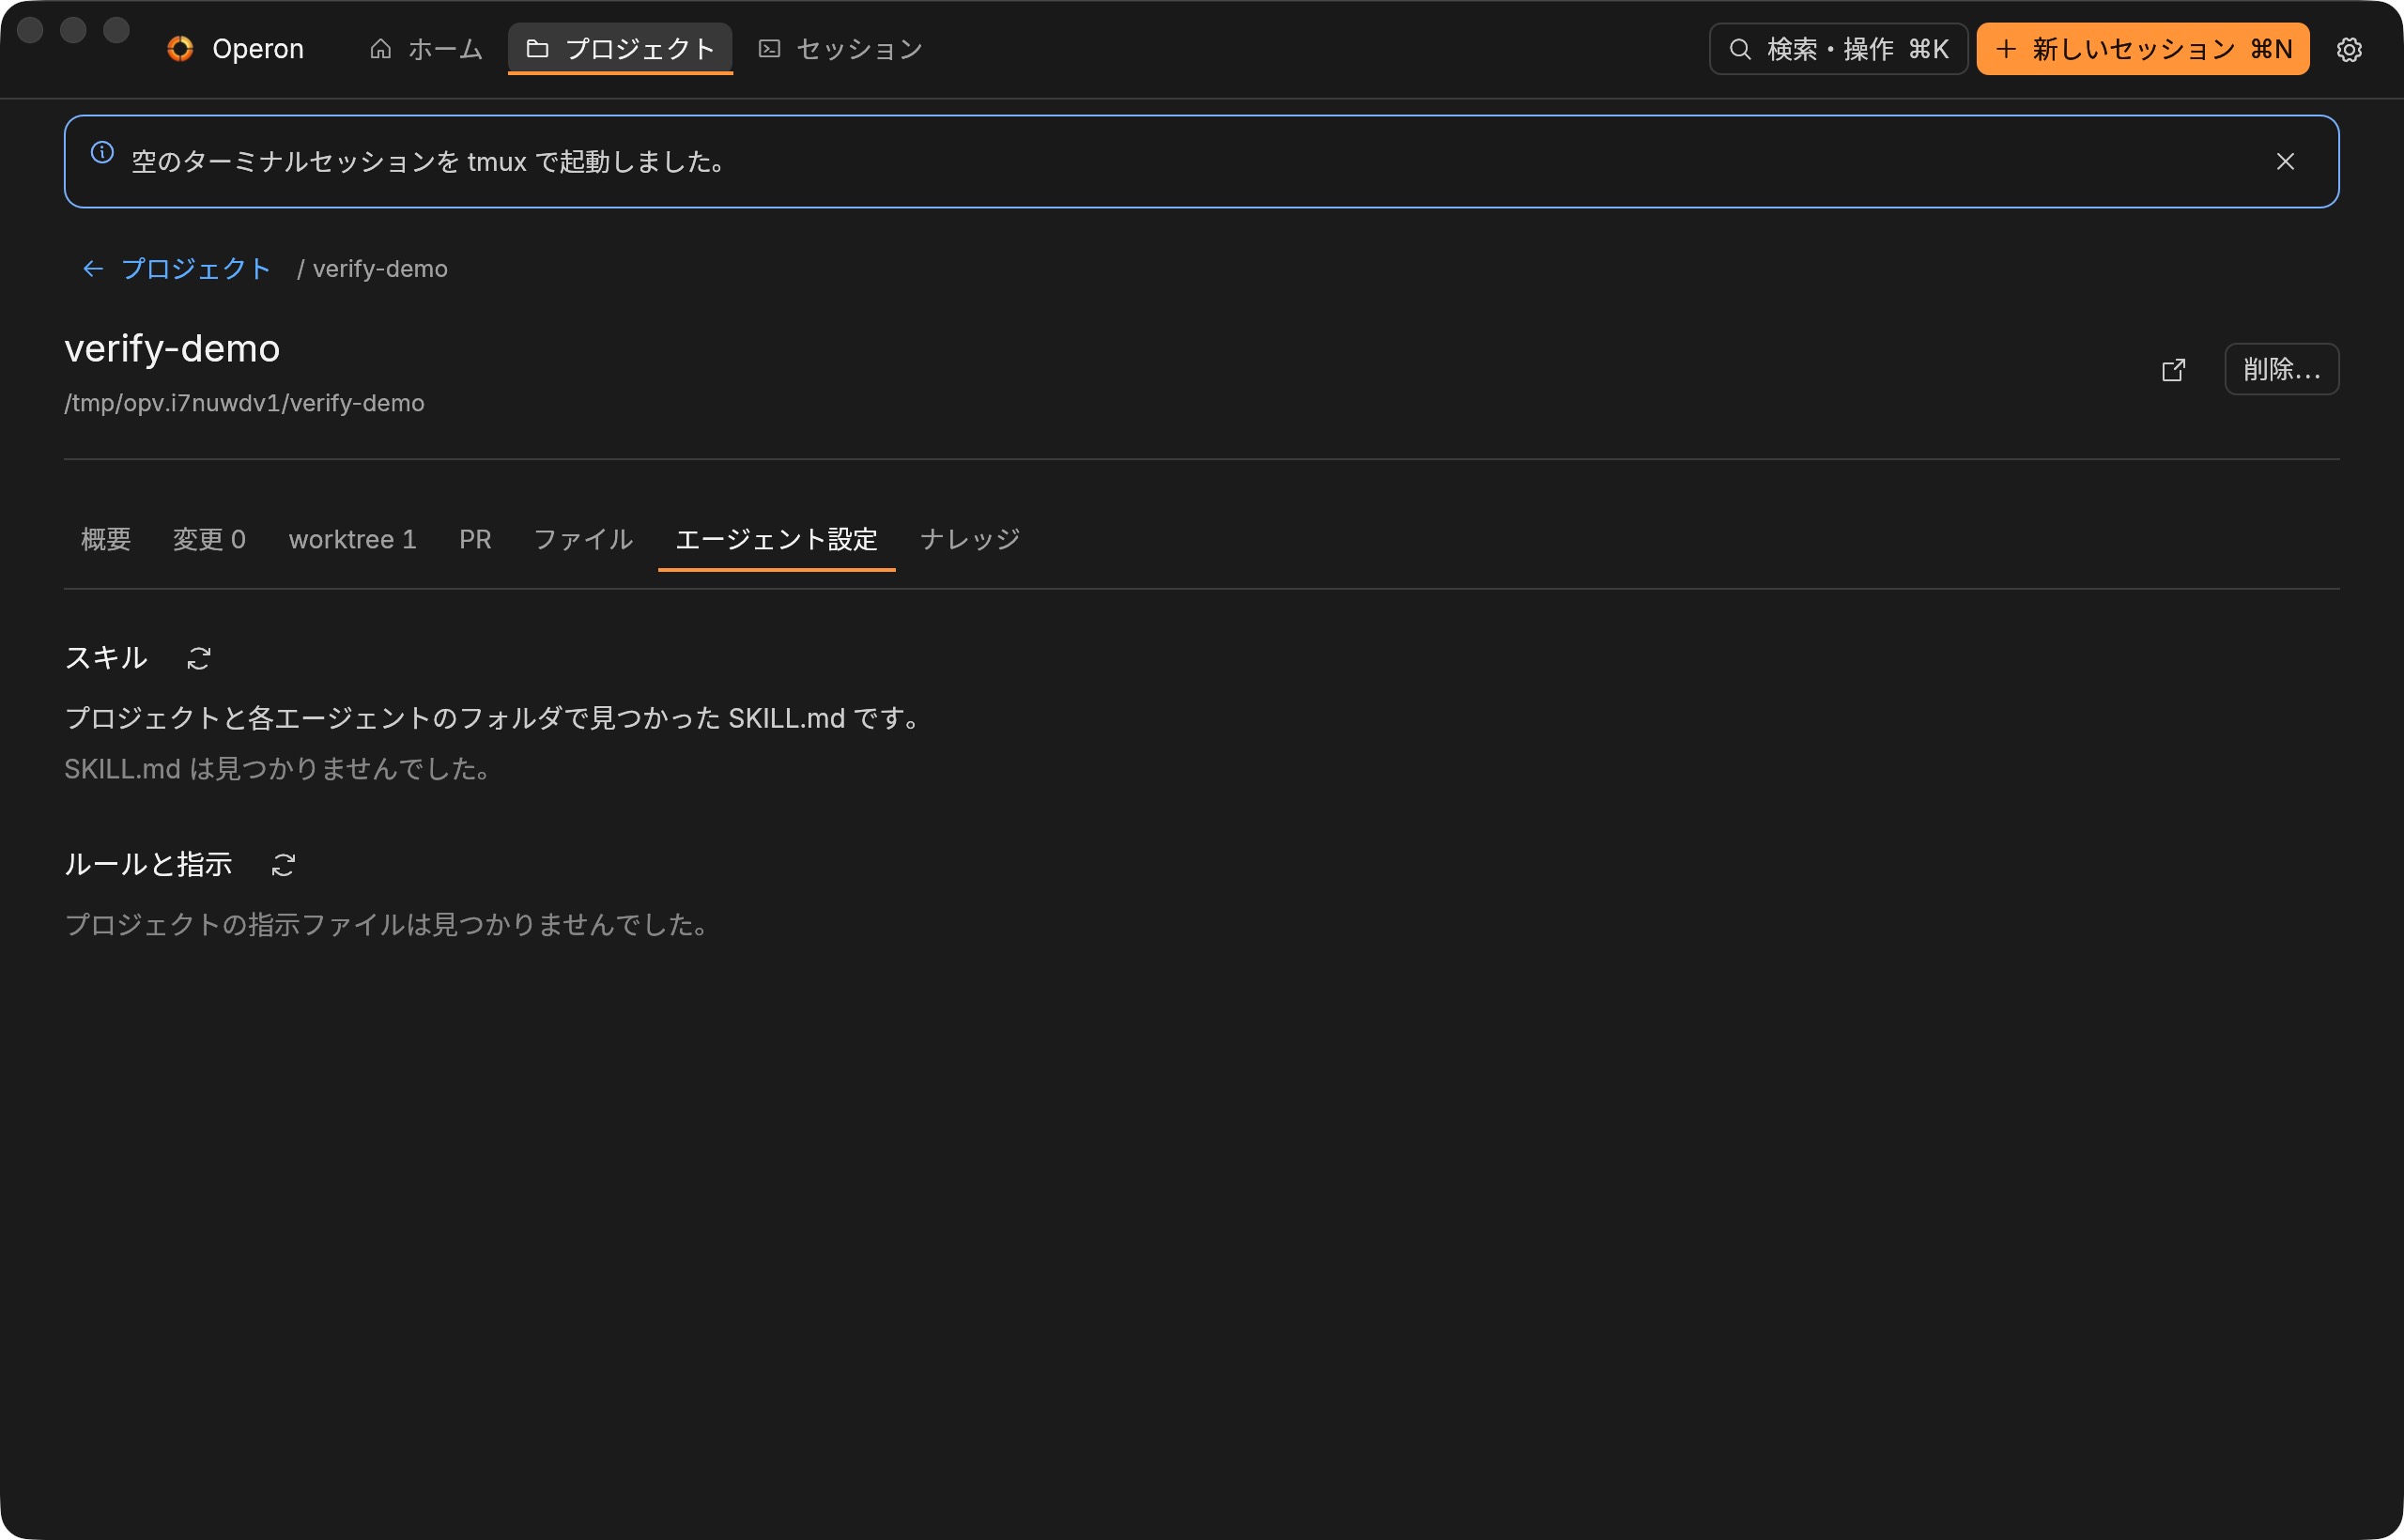 Operon ホーム プロジェクト セッション 検索・操作 ⌘K 新しいセッション ⌘N
空のターミナルセッションを tmux で起動しました。
プロジェクト / verify-demo
verify-demo
/tmp/opv.i7nuwdv1/verify-demo
削除...
概要 変更 0 worktree 1 PR ファイル エージェント設定 ナレッジ
スキル
プロジェクトと各エージェントのフォルダで見つかった SKILL.md です。
SKILL.md は見つかりませんでした。
ルールと指示
プロジェクトの指示ファイルは見つかりませんでした。